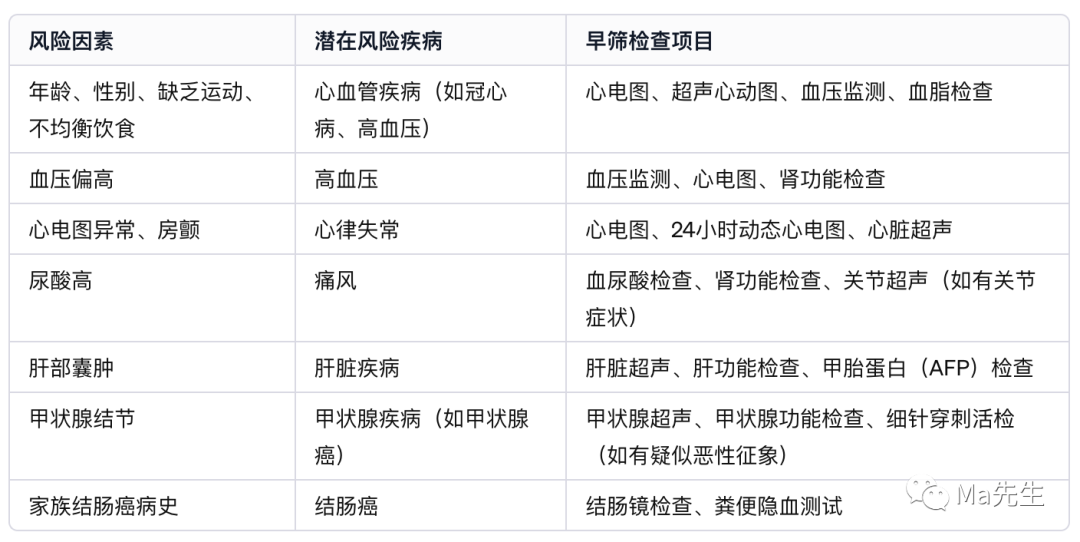 风险因素
潜在风险疾病
早筛检查项目
年龄、性别、缺乏运动、
不均衡饮食
心血管疾病（如冠心
病、高血压）
心电图、超声心动图、血压监测、血脂检查
血压偏高
高血压
血压监测、心电图、肾功能检查
心电图异常、房颤
心律失常
心电图、24小时动态心电图、心脏超声
尿酸高
痛风
血尿酸检查、肾功能检查、关节超声（如有关节
症状）
肝部囊肿
肝脏疾病
肝脏超声、肝功能检查、甲胎蛋白（AFP）检查
甲状腺结节
甲状腺疾病（如甲状腺
癌）
甲状腺超声、甲状腺功能检查、细针穿刺活检
（如有疑似恶性征象）
家族结肠癌病史
结肠癌
结肠镜检查、粪便隐血测试
Ma先生